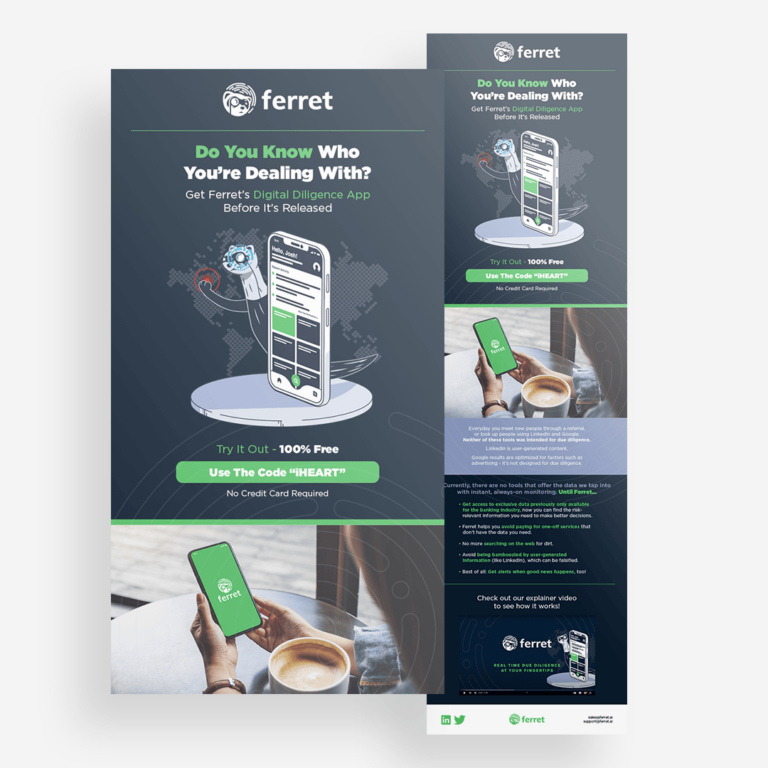 ferret
Do You Know Who
You're Dealing With?
Get Ferret's Digital Diligence App
Before It's Released
Hello, Josh!
Try It Out - 100% Free
Use The Code "iHEART"
No Credit Card Required
ferret
ferret
Do You Know Who
You're Dealing With?
Get Ferret's Digital Diligence App
Before It's Released
Hello, Josh!
Try It Out - 100% Free
Use The Code "iHEART"
No Credit Card Required
ferret
Everyday you meet new people through a referral,
or look up people using LinkedIn and Google.
Neither of these tools was intended for due diligence.
LinkedIn is user-generated content.
Google results are optimized for factors such as
advertising - it's not designed for due diligence
Currently, there are no tools that offer the data we tap into
with instant, always-on monitoring. Until Ferret...
• Get access to exclusive data previously only available
for the banking industry, now you can find the risk-
relevant information you need to make better decisions.
• Ferret helps you avoid paying for one-off services that
don't have the data you need.
• No more searching on the web for dirt.
• Avoid being bamboozled by user-generated
information (like LinkedIn), which can be falsified.
• Best of all: Get alerts when good news happens, too!
Check out our explainer video
to see how it works!
ferret
REAL TIME DUE DILIGENCE
AT YOUR FINGERTIPS
in
ferret
sales@ferret.ai
support@ferret.ai